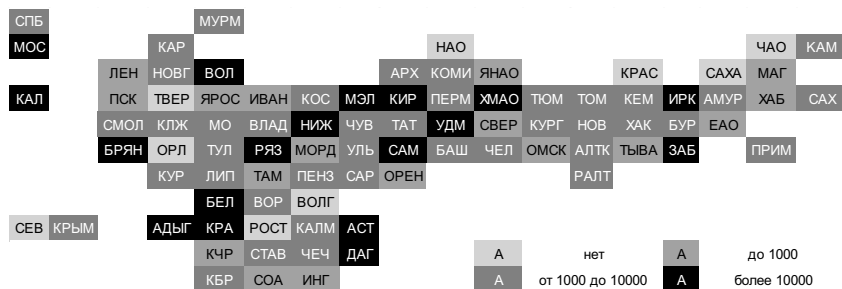 СПБ МУРМ
МОС КАР НАО ЧАО КАМ
ЛЕН НОВГ ВОЛ АРХ КОМИ ЯНАО КРАС САХА МАГ
КАЛ ПСК ТВЕР ЯРОС ИВАН КОС МЭЛ КИР ПЕРМ ХМАО ТЮМ ТОМ КЕМ ИРК АМУР ХАБ САХ
СМОЛ КЛЖ МО ВЛАД НИЖ ЧУВ ТАТ УДМ СВЕР КУРГ НОВ ХАК БУР ЕАО
БРЯН ОРЛ ТУЛ РЯЗ МОРД УЛЬ САМ БАШ ЧЕЛ ОМСК АЛТК ТЫВА ЗАБ ПРИМ
КУР ЛИП ТАМ ПЕНЗ САР ОРЕН РАЛТ
БЕЛ ВОР ВОЛГ
СЕВ КРЫМ АДЫГ КРА РОСТ КАЛМ АСТ
КЧР СТАВ ЧЕЧ ДАГ А нет А до 1000
КБР СОА ИНГ А от 1000 до 10000 А более 10000